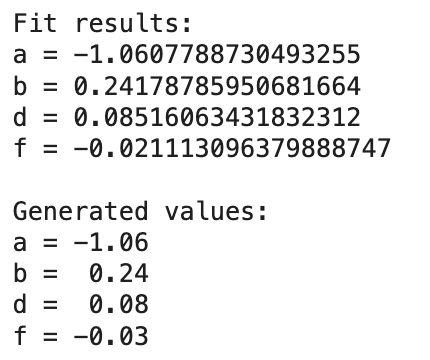 Fit results:
a = -1.0607788730493255
b = 0.24178785950681664
d = 0.08516063431832312
f = -0.021113096379888747
Generated values:
a = -1.06
b =  0.24
d =  0.08
f = -0.03